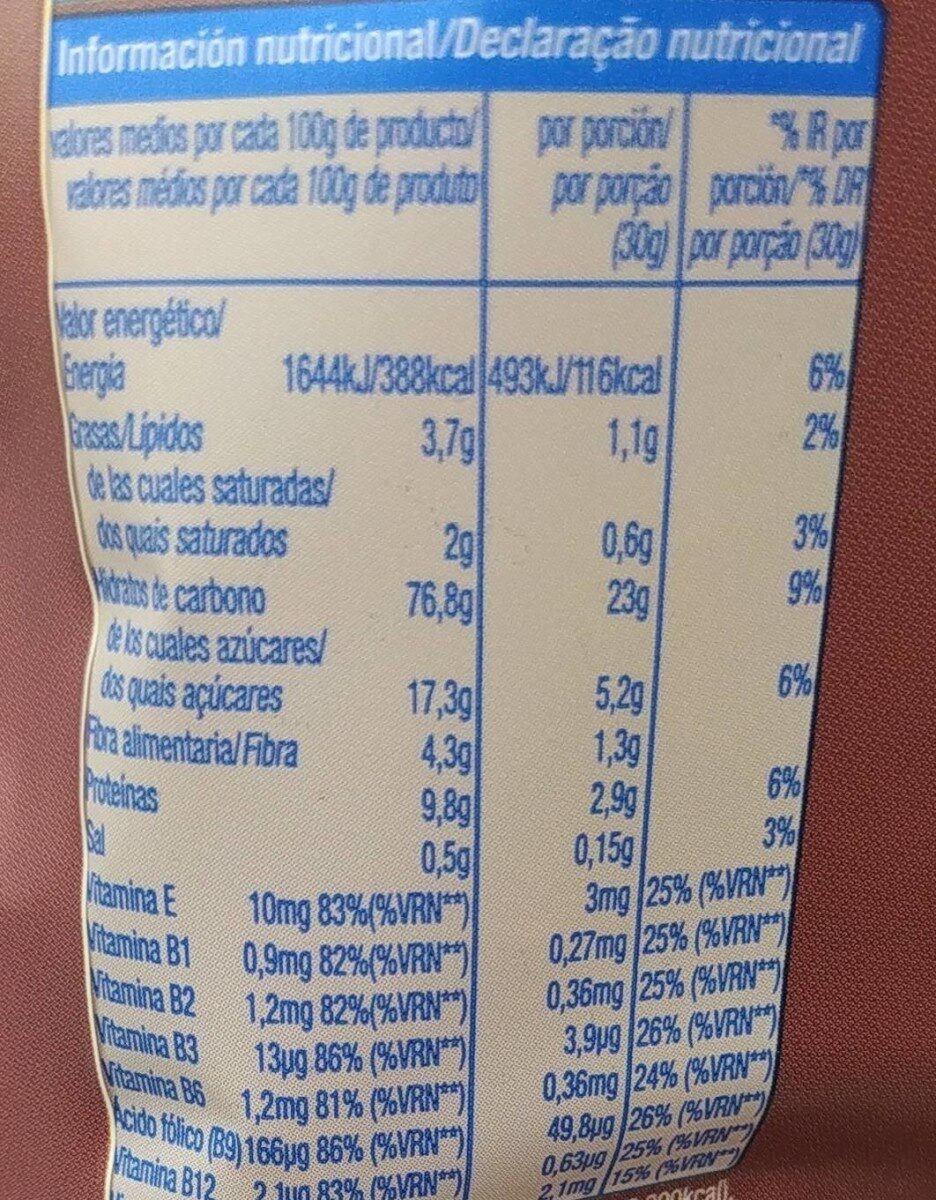 Información nutricional/Declaração nutricional
valores medios por cada 100g de producto/ por porción/ *% IR por
valores médios por cada 100g de produto por porção porción/*% DR
(30g) por porção (30g)
Valor energético/
Energía 1644kJ/388kcal 493kJ/116kcal 6%
Grasas/Lípidos 3,7g 1,1g 2%
de las cuales saturadas/
dos quais saturados 2g 0,6g 3%
Hidratos de carbono 76,8g 23g 9%
de los cuales azúcares/
dos quais açúcares 17,3g 5,2g 6%
Fibra alimentaria/Fibra 4,3g 1,3g
Proteínas 9,8g 2,9g 6%
Sal 0,5g 0,15g 3%
Vitamina E 10mg 83%(%VRN**) 3mg 25% (%VRN**)
Vitamina B1 0,9mg 82%(%VRN**) 0,27mg 25% (%VRN**)
Vitamina B2 1,2mg 82%(%VRN**) 0,36mg 25% (%VRN**)
Vitamina B3 13µg 86% (%VRN**) 3,9µg 26% (%VRN**)
Vitamina B6 1,2mg 81% (%VRN**) 0,36mg 24% (%VRN**)
Ácido fólico (B9) 166µg 86% (%VRN**) 49,8µg 26% (%VRN**)
Vitamina B12 2,1µg 83% (%VRN**) 0,63µg 25% (%VRN**)
2,1mg 15% (%VRN**)